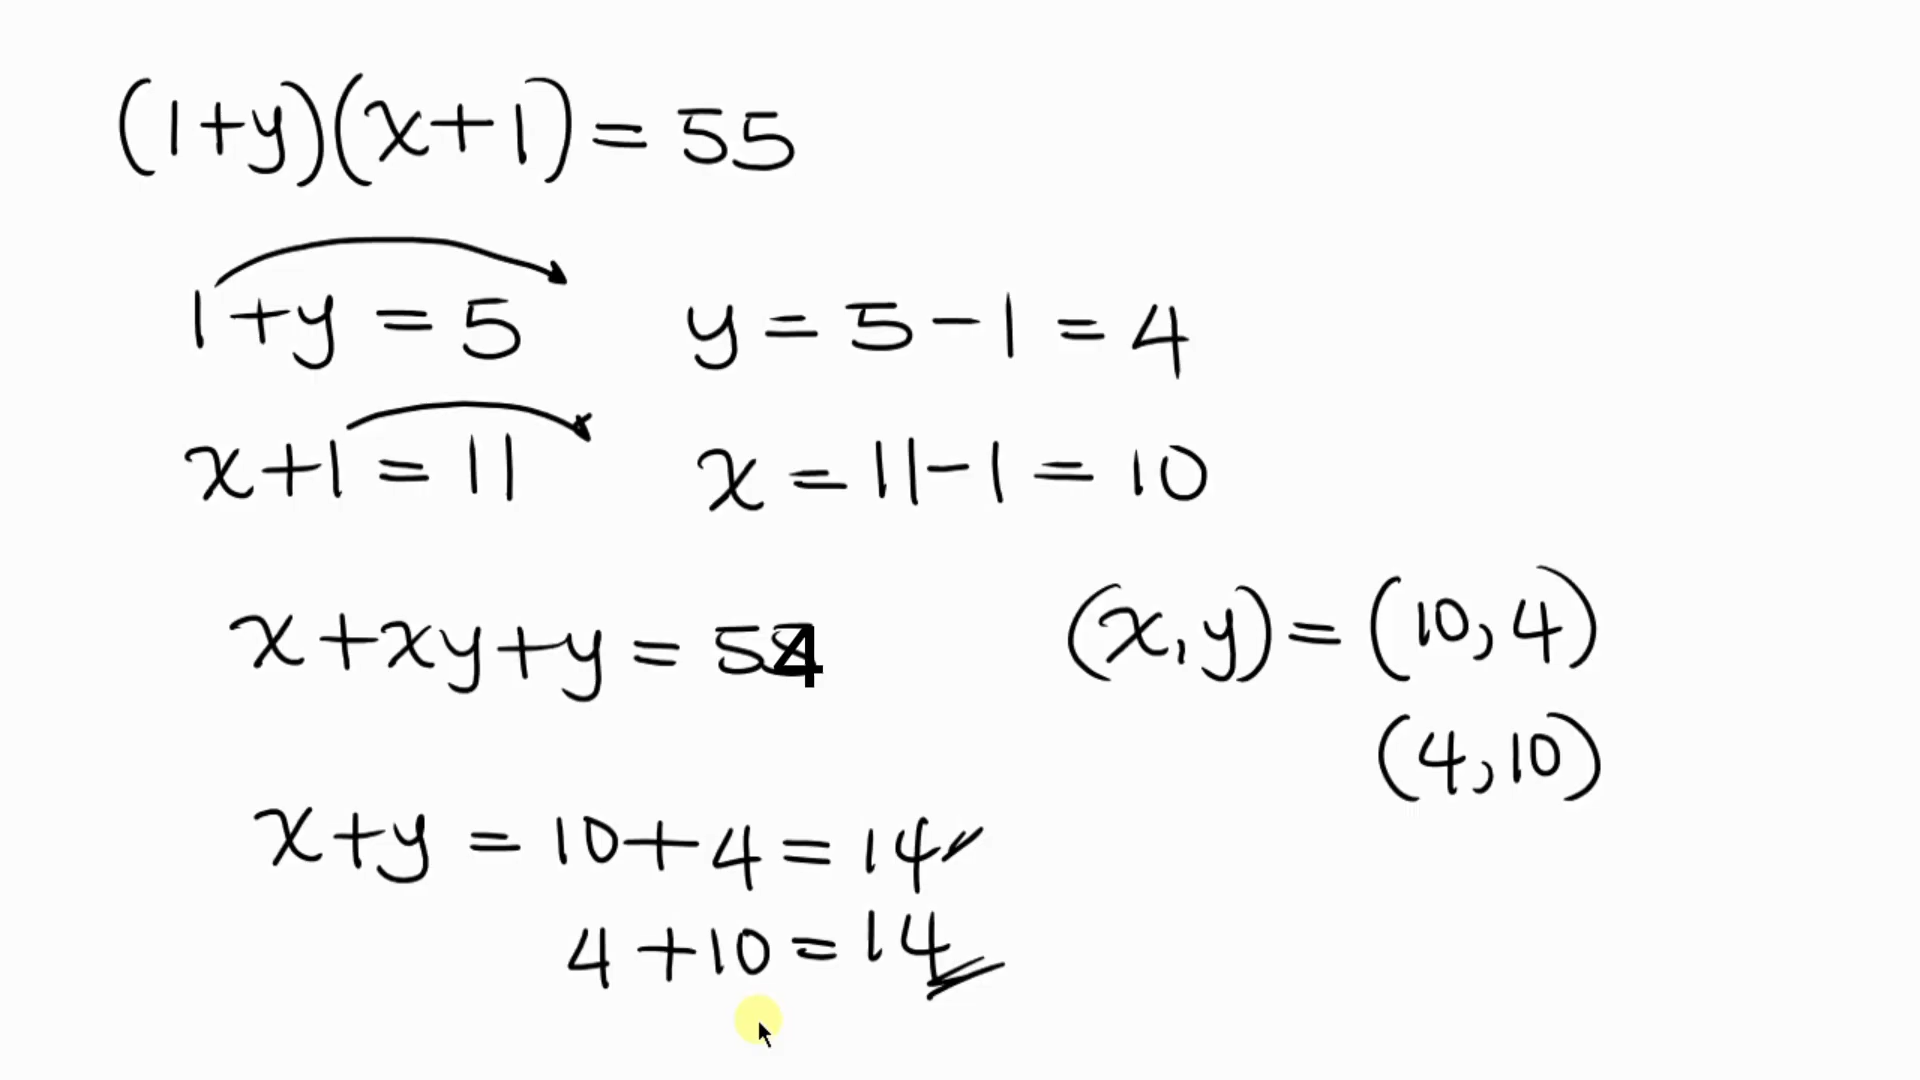 (1+y)(x+1) = 55
1+y = 5 y = 5-1 = 4
x+1 = 11 x = 11-1 = 10
x+xy+y = 54 (x,y) = (10,4)
(4,10)
x+y = 10+4 = 14
4+10 = 14